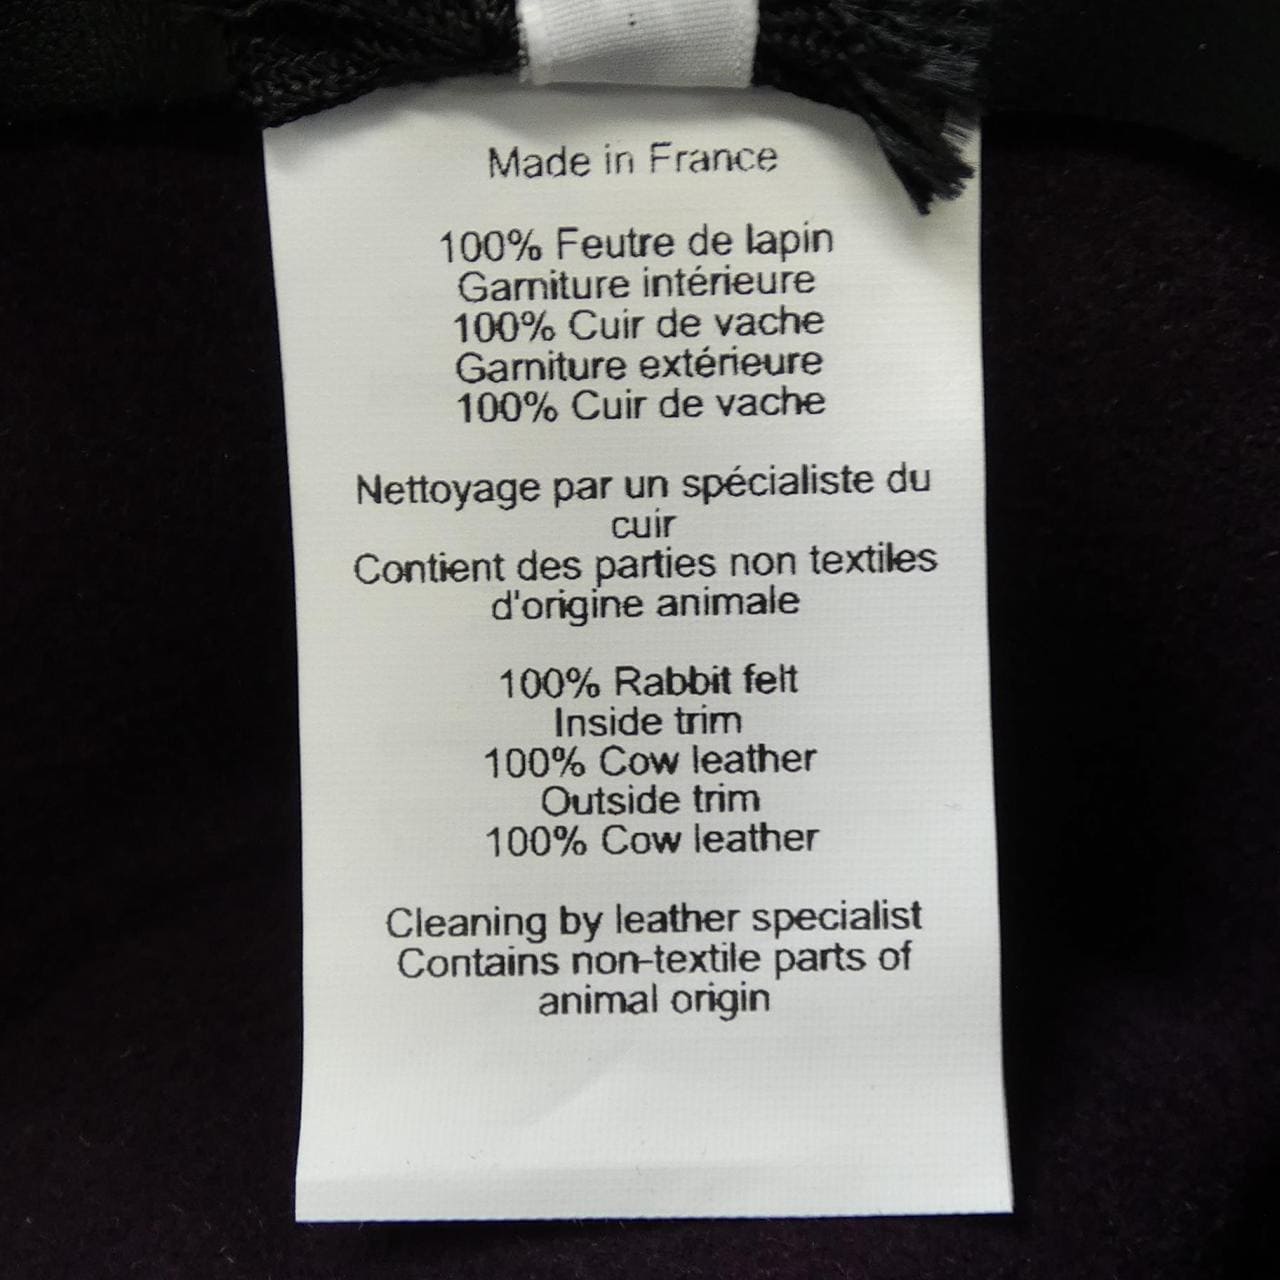 Made in France
100% Feutre de lapin
Garniture intérieure
100% Cuir de vache
Garniture extérieure
100% Cuir de vache
Nettoyage par un spécialiste du
cuir
Contient des parties non textiles
d'origine animale
100% Rabbit felt
Inside trim
100% Cow leather
Outside trim
100% Cow leather
Cleaning by leather specialist
Contains non-textile parts of
animal origin